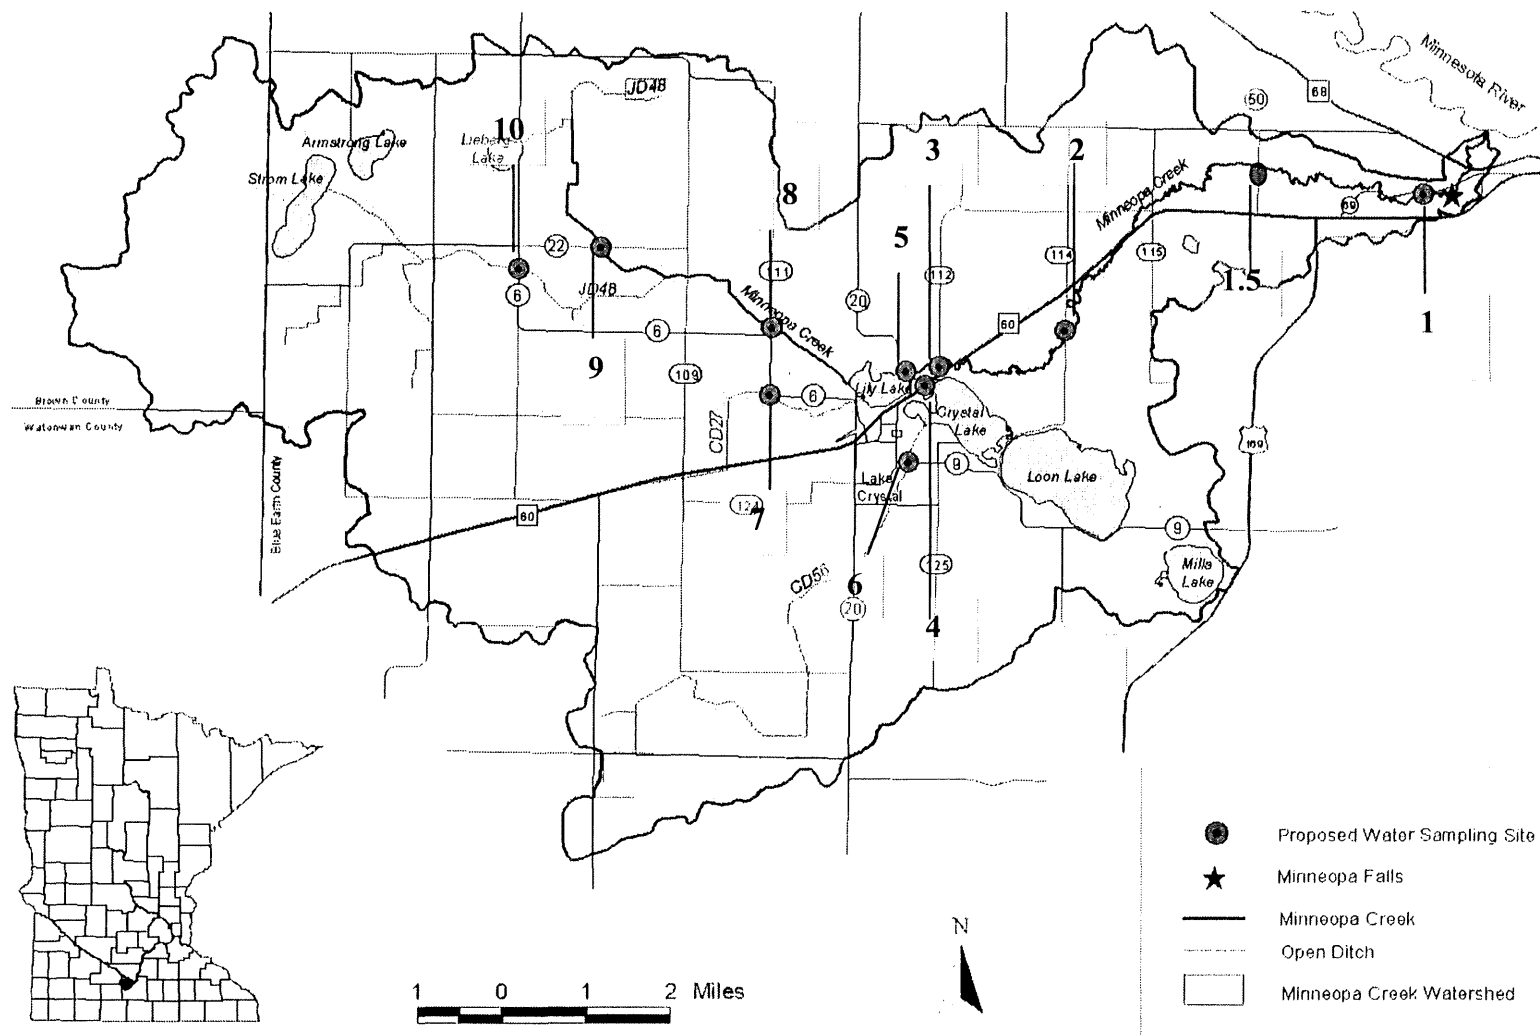 Minnesota River
68
50
JD48
10
Armstrong Lake
Lieberg
Lake
3
2
Strom Lake
8
Minneopa Creek
69
5
22
111
112
114
115
1.5
6
JD48
Minneopa Creek
20
60
1
6
9
109
Lily Lake
6
Brown County
Watonwan County
CD27
Crystal
Lake
169
Blue Earth County
9
Loon Lake
Lake
Crystal
124
7
60
9
CD56
125
Mills
Lake
6
20
4
Proposed Water Sampling Site
Minneopa Falls
Minneopa Creek
Open Ditch
Minneopa Creek Watershed
N
1 0 1 2 Miles